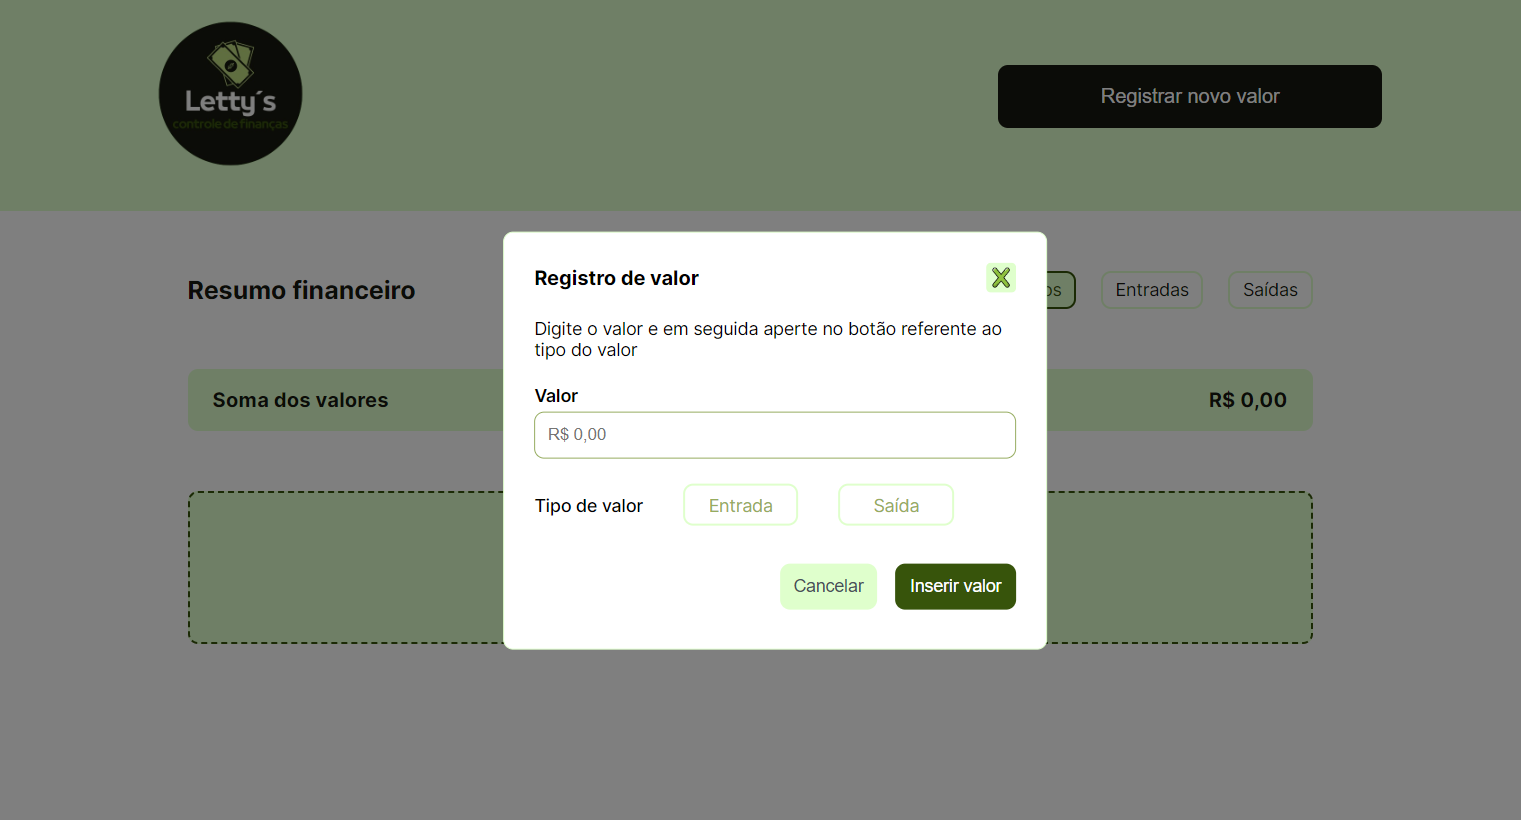 Letty´s
controle de finanças
Registrar novo valor
Resumo financeiro
Entradas
Saídas
Registro de valor
Digite o valor e em seguida aperte no botão referente ao
tipo do valor
Soma dos valores
R$ 0,00
Valor
R$ 0,00
Tipo de valor
Entrada
Saída
Cancelar
Inserir valor